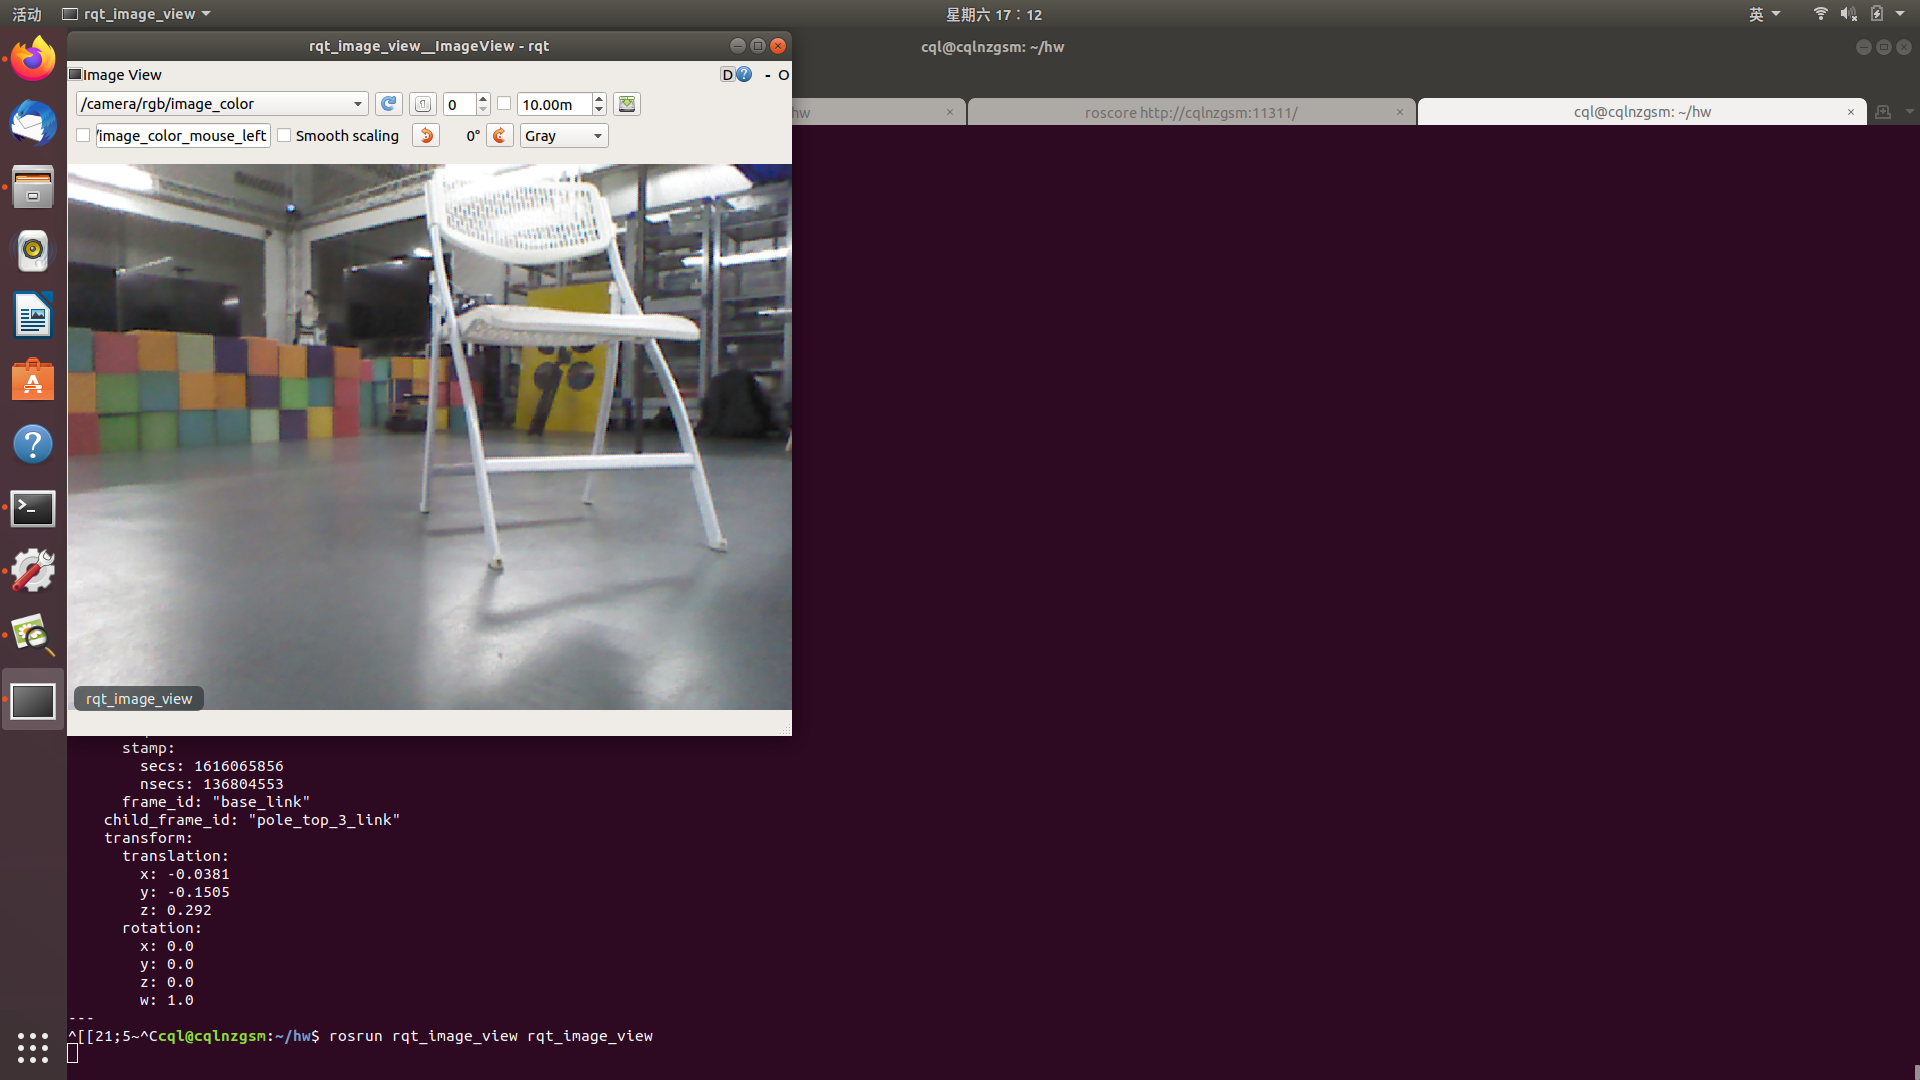 活动 rqt_image_view 星期六 17：12 英
rqt_image_view__ImageView - rqt
cql@cqlnzgsm: ~/hw
Image View D - O
/camera/rgb/image_color 0 10.00m
/hw roscore http://cqlnzgsm:11311/ cql@cqlnzgsm: ~/hw
/image_color_mouse_left Smooth scaling 0° Gray
rqt_image_view
stamp:
secs: 1616065856
nsecs: 136804553
frame_id: "base_link"
child_frame_id: "pole_top_3_link"
transform:
translation:
x: -0.0381
y: -0.1505
z: 0.292
rotation:
x: 0.0
y: 0.0
z: 0.0
w: 1.0
---
^[[21;5~^Ccql@cqlnzgsm:~/hw$ rosrun rqt_image_view rqt_image_view